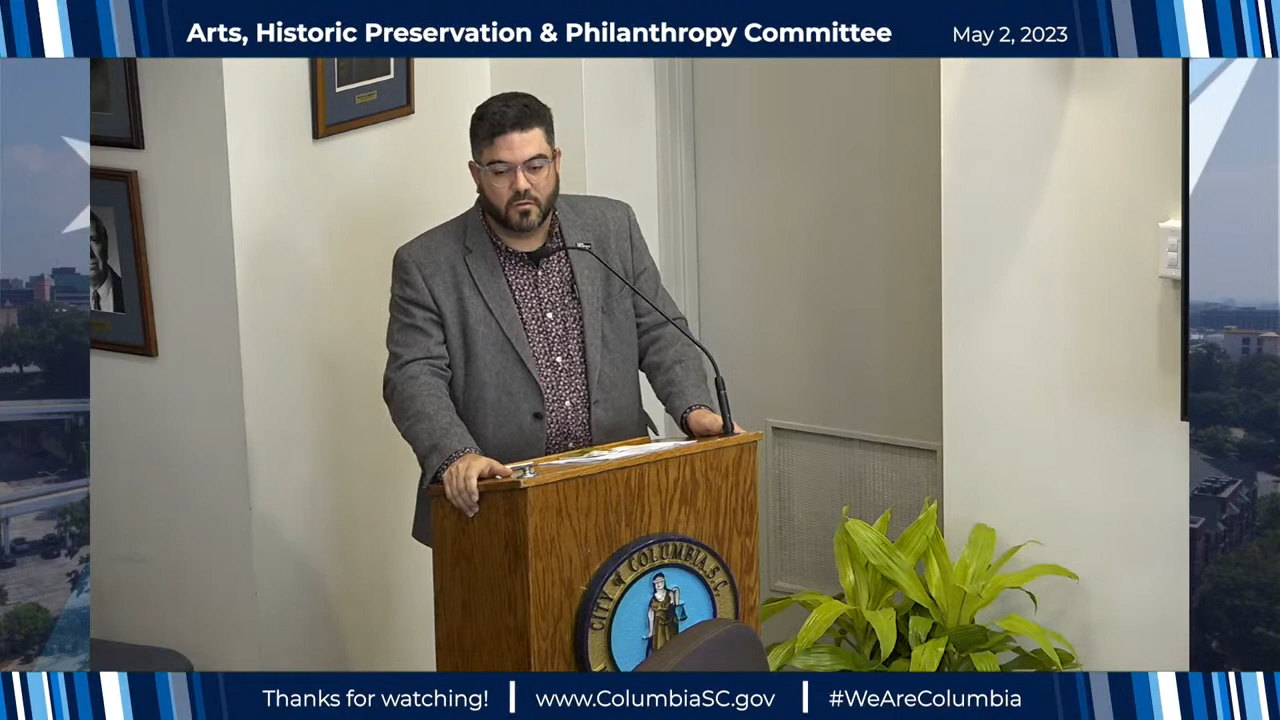 Arts, Historic Preservation & Philanthropy Committee
May 2, 2023
CITY of COLUMBIA, S.C.
Thanks for watching! | www.ColumbiaSC.gov | #WeAreColumbia